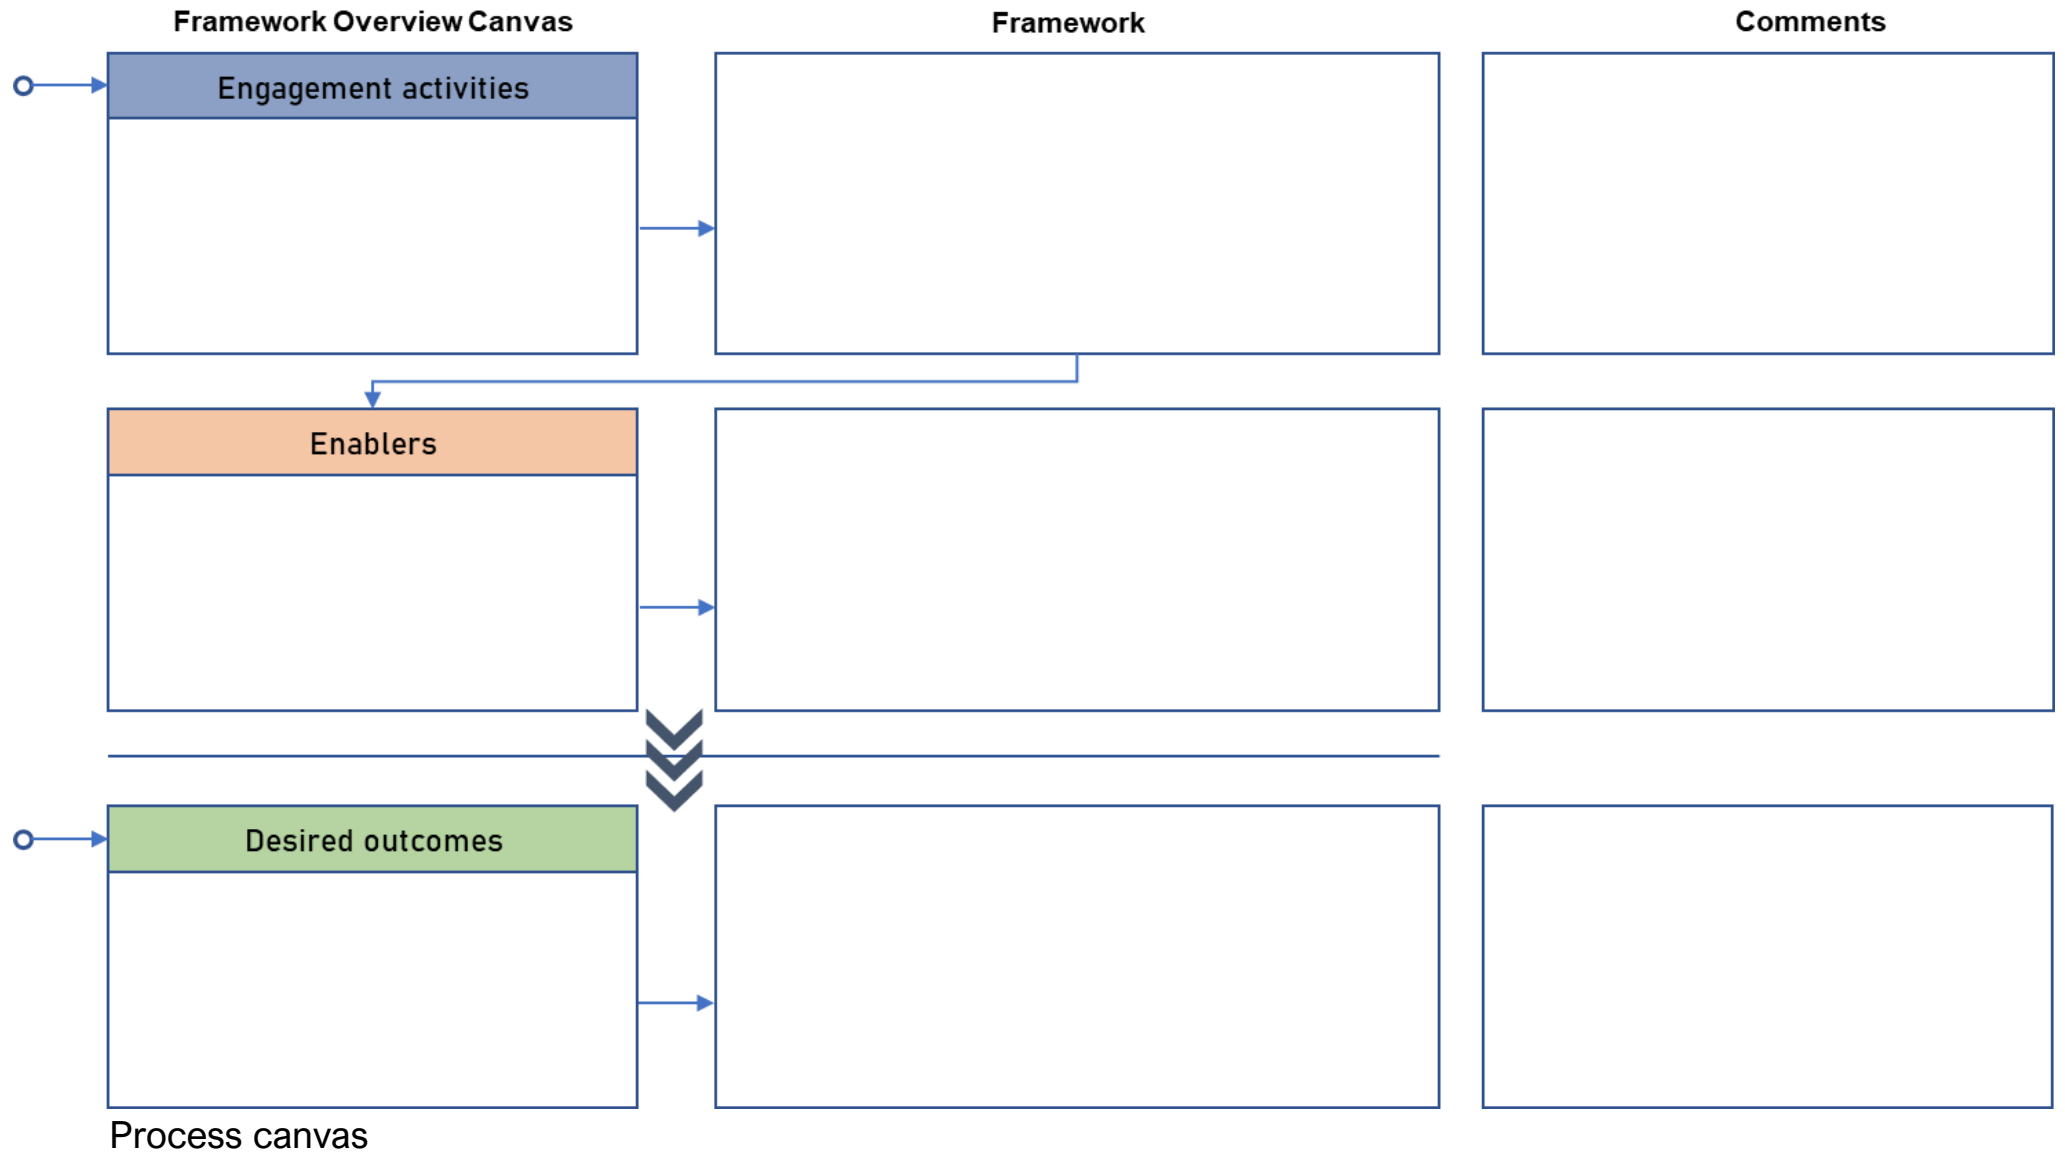 Framework Overview Canvas
Framework
Comments
Engagement activities
Enablers
Desired outcomes
Process canvas